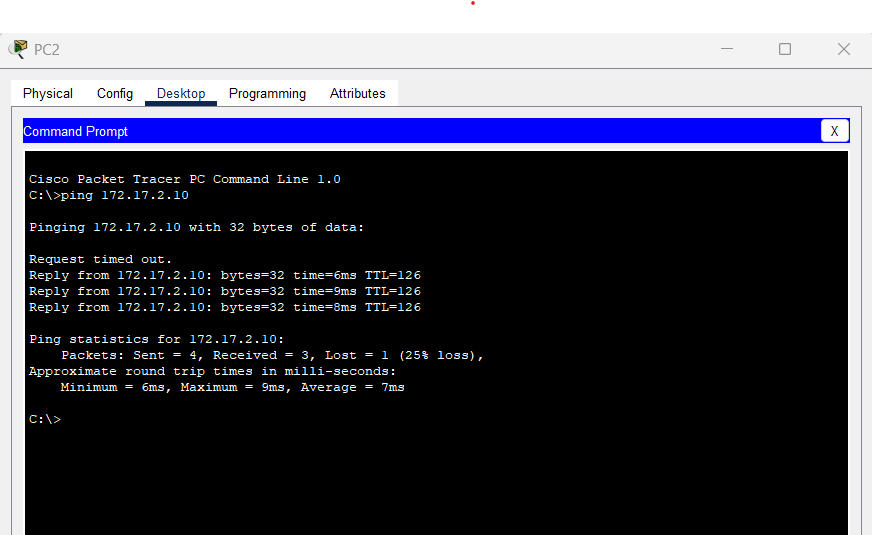 PC2
Physical Config Desktop Programming Attributes
Command Prompt
X
Cisco Packet Tracer PC Command Line 1.0
C:\>ping 172.17.2.10
Pinging 172.17.2.10 with 32 bytes of data:
Request timed out.
Reply from 172.17.2.10: bytes=32 time=6ms TTL=126
Reply from 172.17.2.10: bytes=32 time=9ms TTL=126
Reply from 172.17.2.10: bytes=32 time=8ms TTL=126
Ping statistics for 172.17.2.10:
    Packets: Sent = 4, Received = 3, Lost = 1 (25% loss),
Approximate round trip times in milli-seconds:
    Minimum = 6ms, Maximum = 9ms, Average = 7ms
C:\>